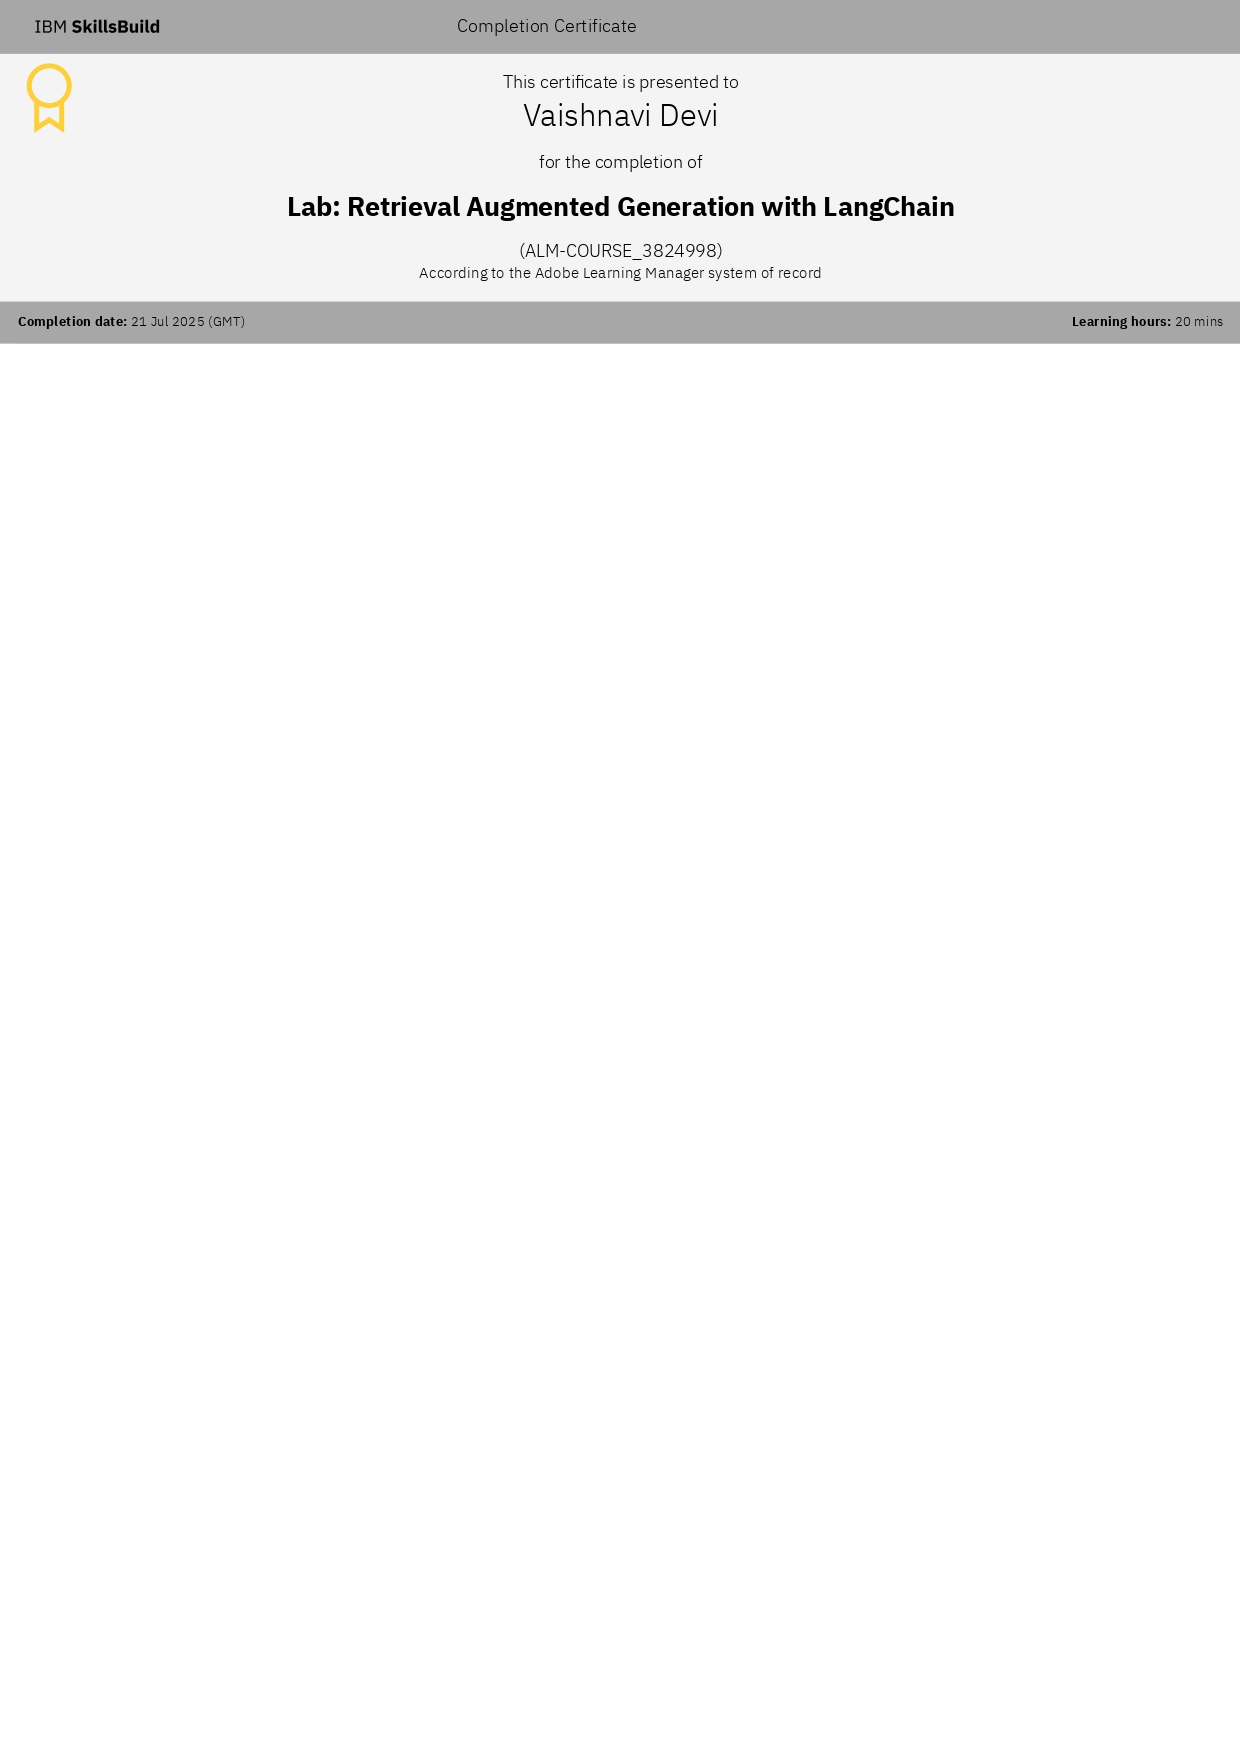 IBM SkillsBuild
Completion Certificate
This certificate is presented to
Vaishnavi Devi
for the completion of
Lab: Retrieval Augmented Generation with LangChain
(ALM-COURSE_3824998)
According to the Adobe Learning Manager system of record
Completion date: 21 Jul 2025 (GMT)
Learning hours: 20 mins